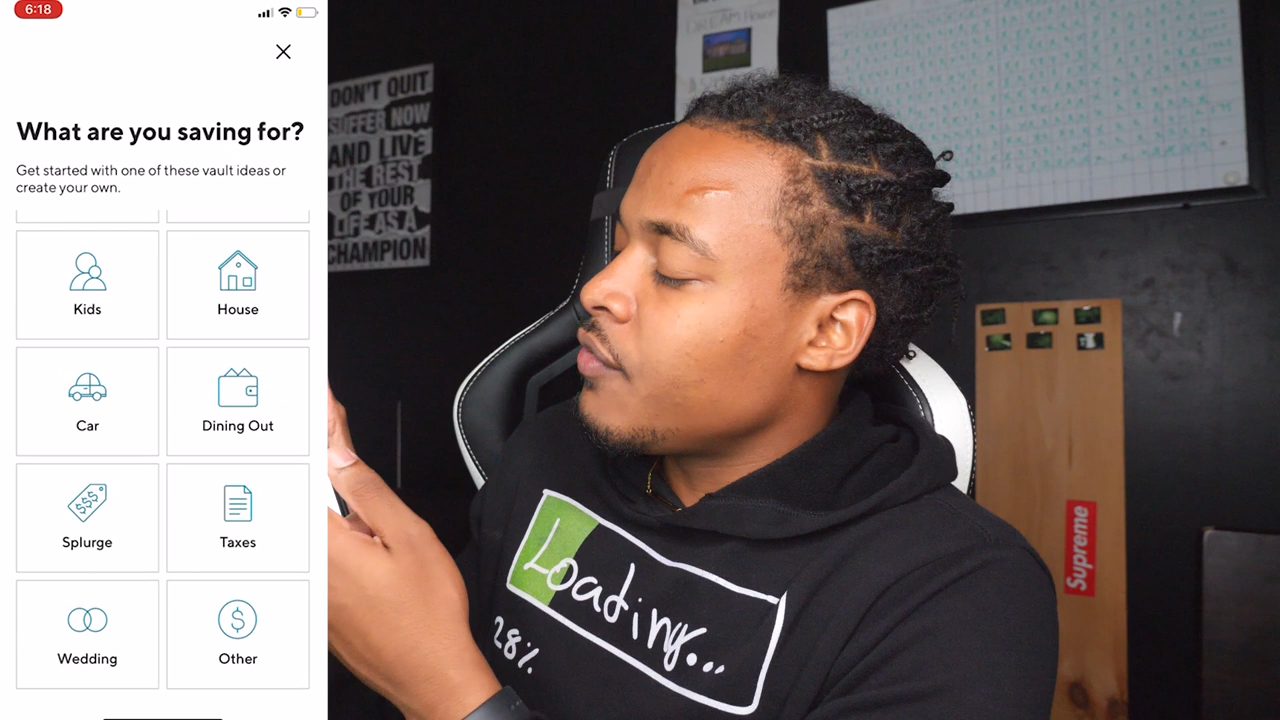 6:18
What are you saving for?
Get started with one of these vault ideas or
create your own.
Kids
House
Car
Dining Out
$$$
Splurge
Taxes
$
Wedding
Other
DON'T QUIT
SUFFER NOW
AND LIVE
THE REST
OF YOUR
LIFE AS A
CHAMPION
DREAM House
Loading...
28%
Supreme